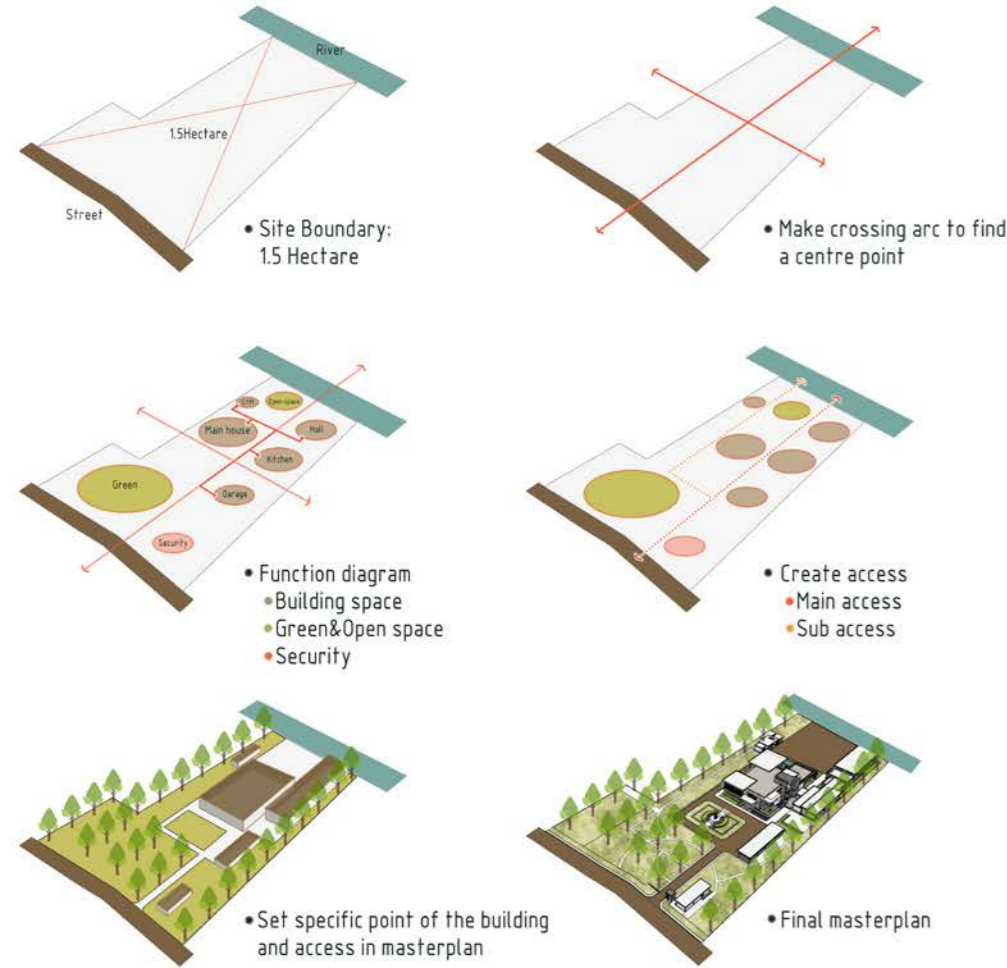 River
1.5Hectare
Street
• Site Boundary:
1.5 Hectare
• Make crossing arc to find
a centre point
Open space
Main house
Hall
Kitchen
Green
Garage
Security
• Function diagram
• Building space
• Green&Open space
• Security
• Create access
• Main access
• Sub access
• Set specific point of the building
and access in masterplan
• Final masterplan